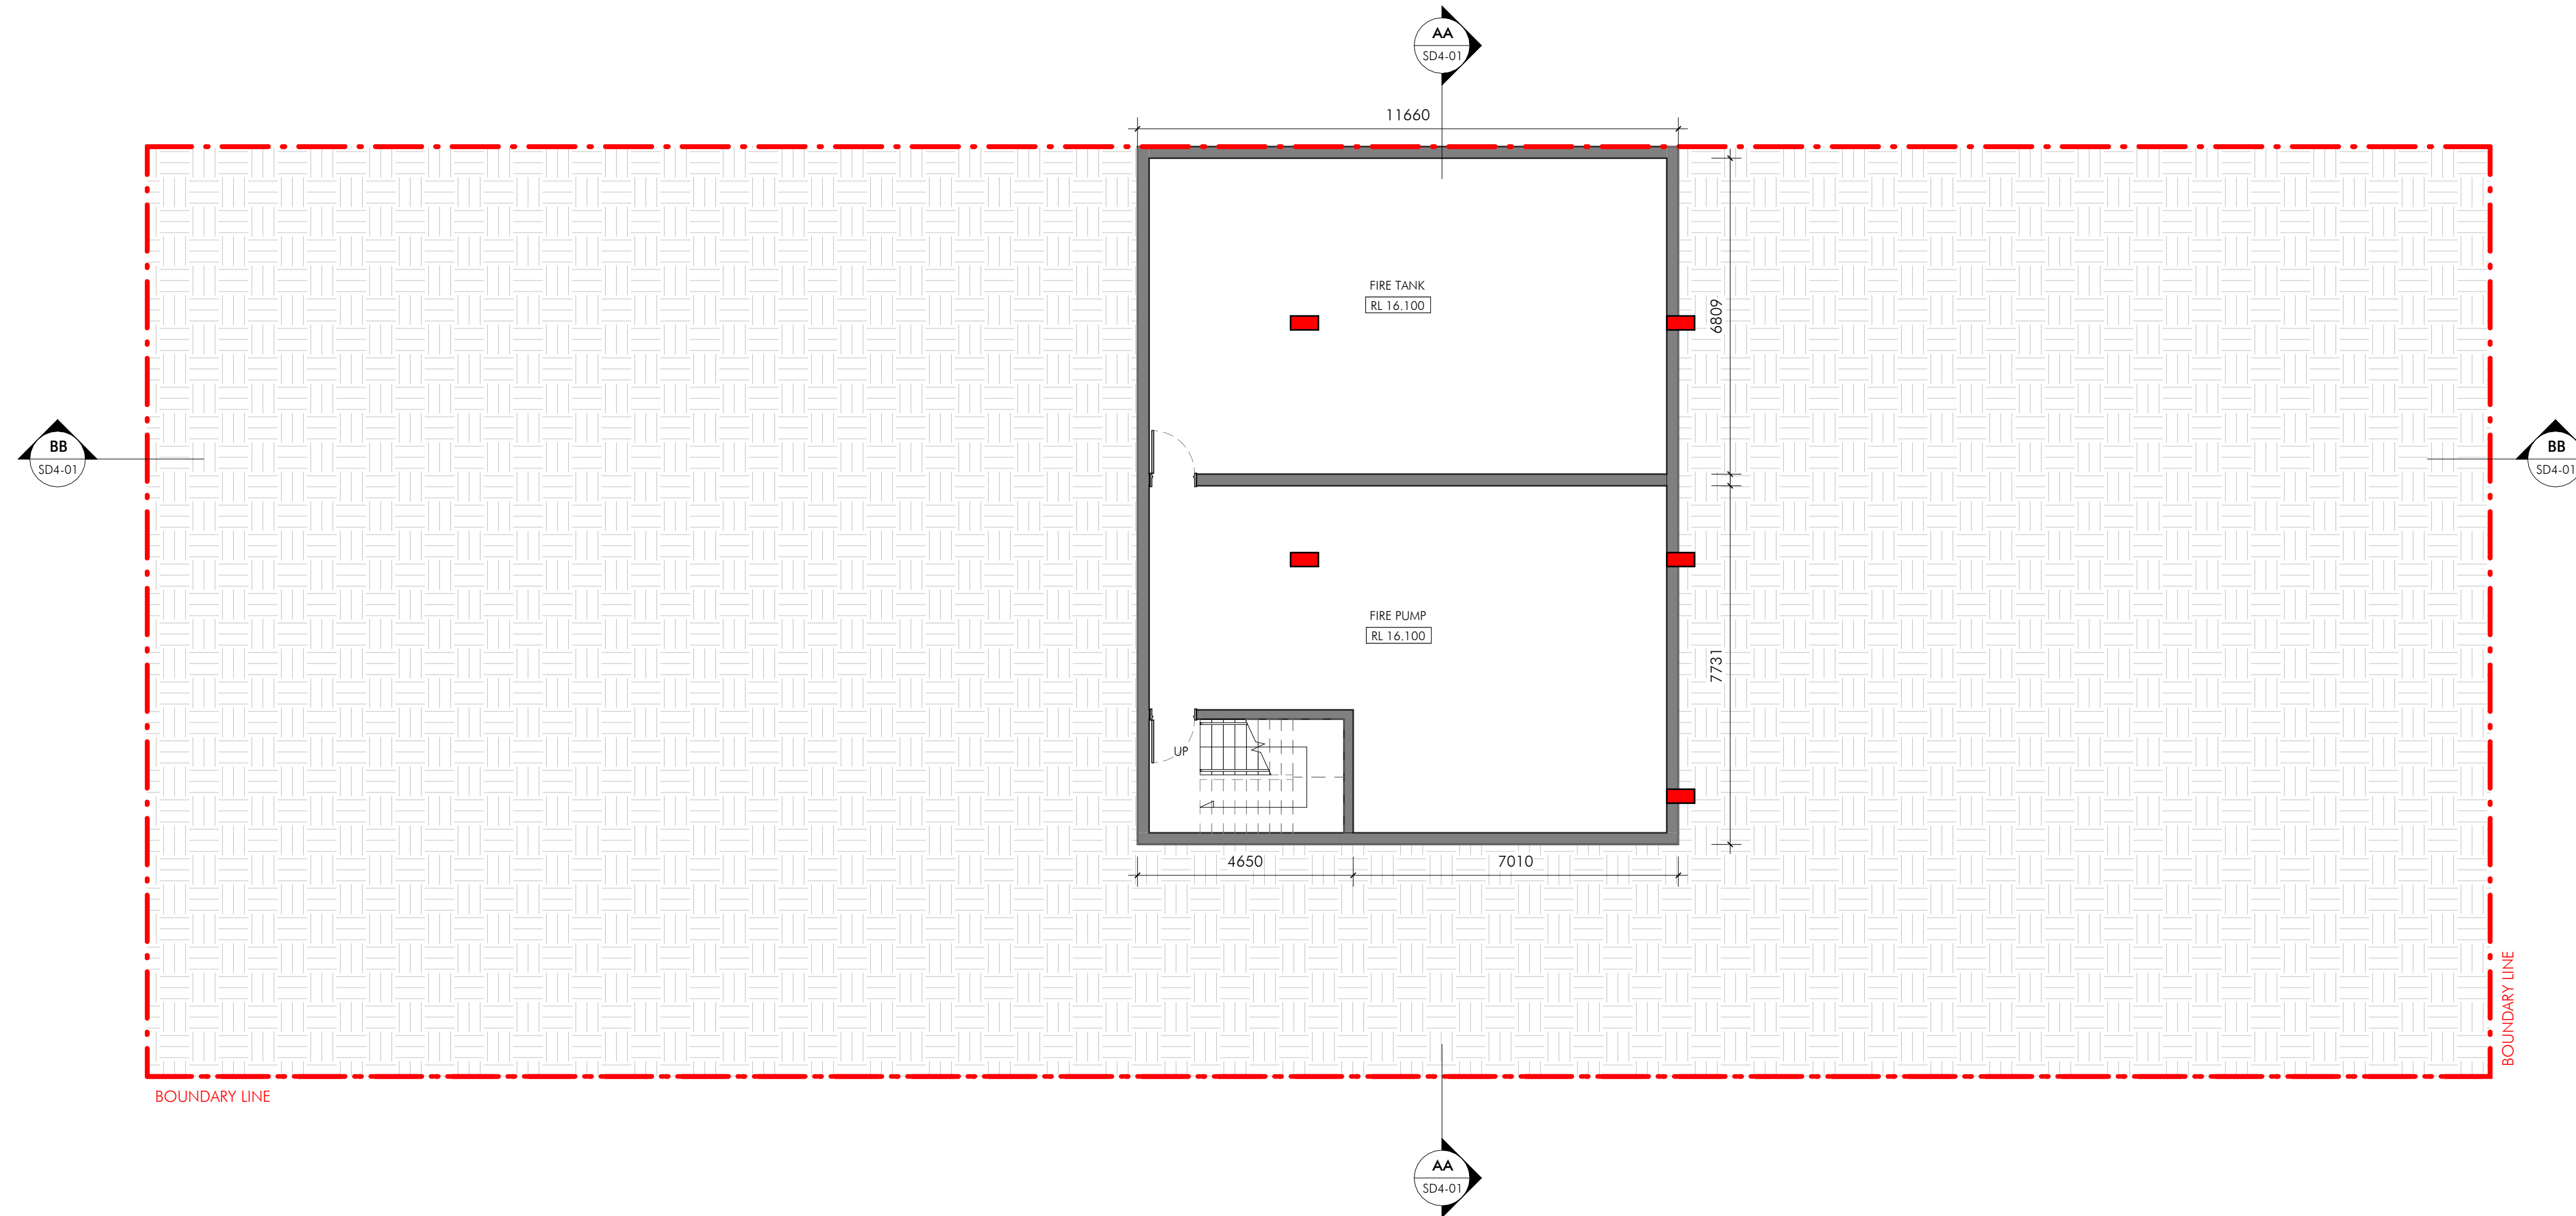 AA
SD4-01
11660
FIRE TANK
RL 16.100
6809
BB
SD4-01
BB
SD4-01
FIRE PUMP
RL 16.100
7731
UP
4650
7010
BOUNDARY LINE
BOUNDARY LINE
AA
SD4-01